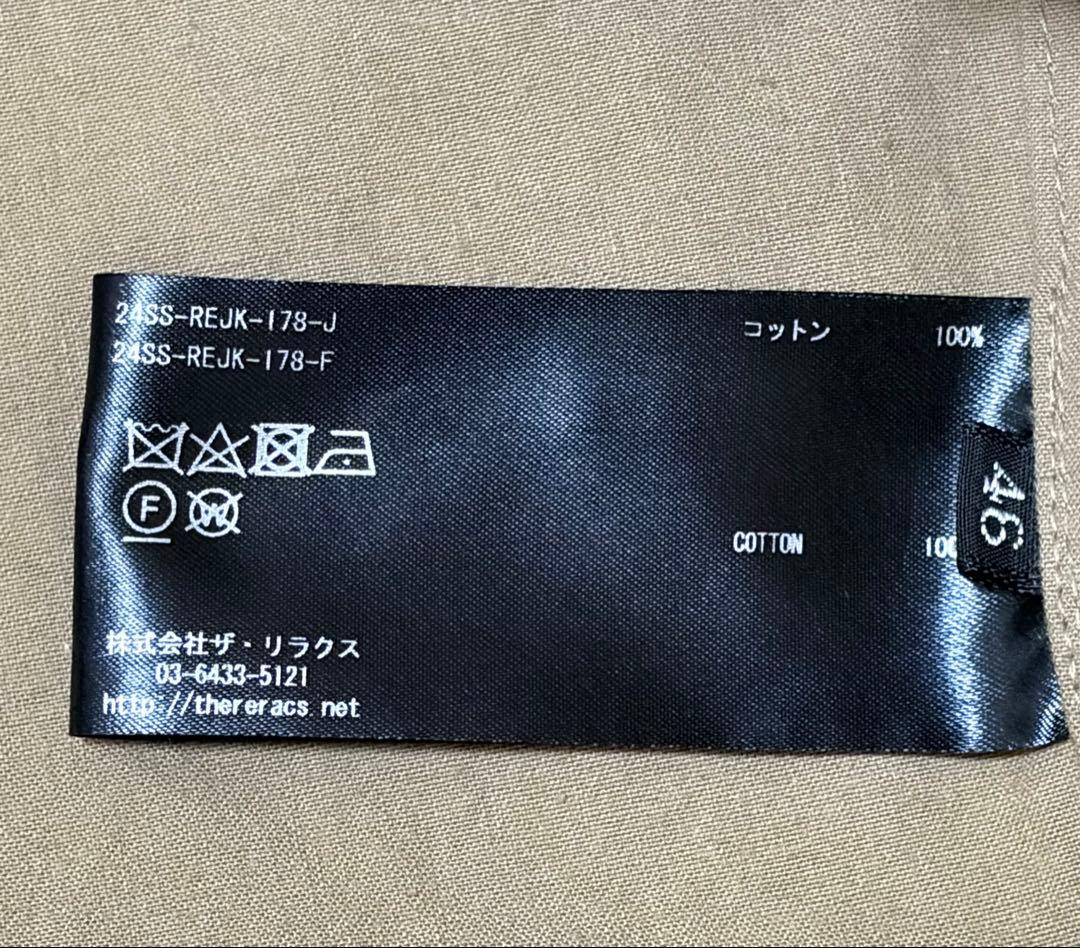 24SS-REJK-178-J
24SS-REJK-178-F
コットン 100%
F
W
COTTON
46
株式会社ザ・リラクス
03-6433-5121
http://thereracs.net